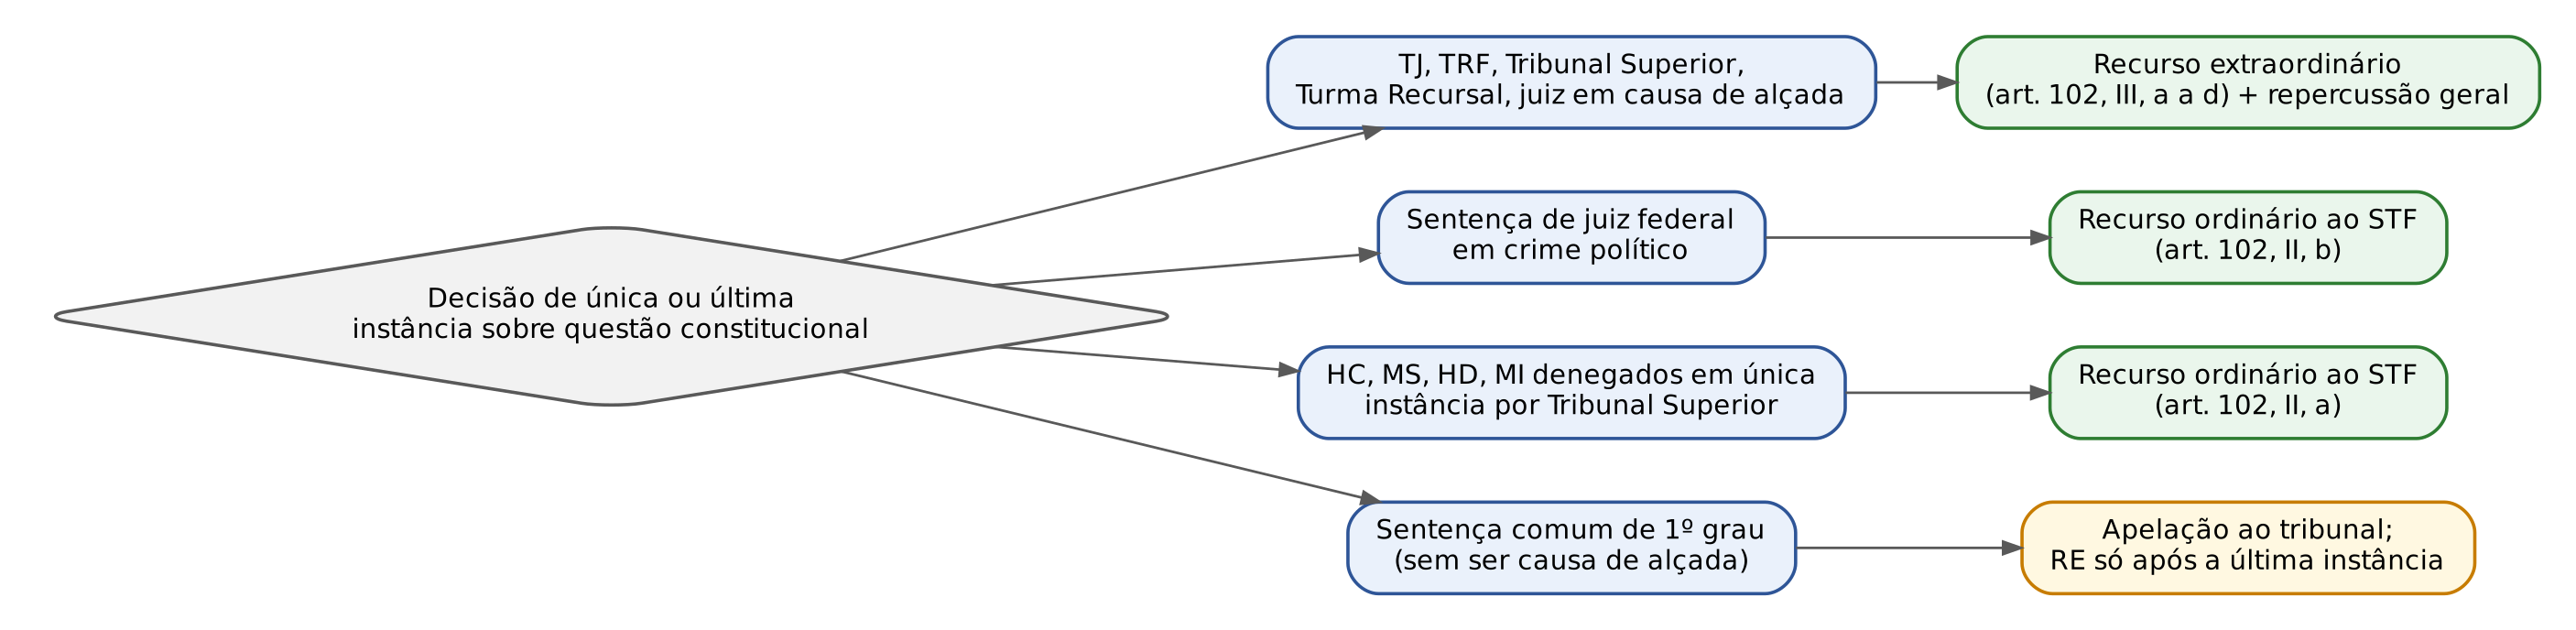 Decisão de única ou última
instância sobre questão constitucional
TJ, TRF, Tribunal Superior,
Turma Recursal, juiz em causa de alçada
Recurso extraordinário
(art. 102, III, a a d) + repercussão geral
Sentença de juiz federal
em crime político
Recurso ordinário ao STF
(art. 102, II, b)
HC, MS, HD, MI denegados em única
instância por Tribunal Superior
Recurso ordinário ao STF
(art. 102, II, a)
Sentença comum de 1º grau
(sem ser causa de alçada)
Apelação ao tribunal;
RE só após a última instância